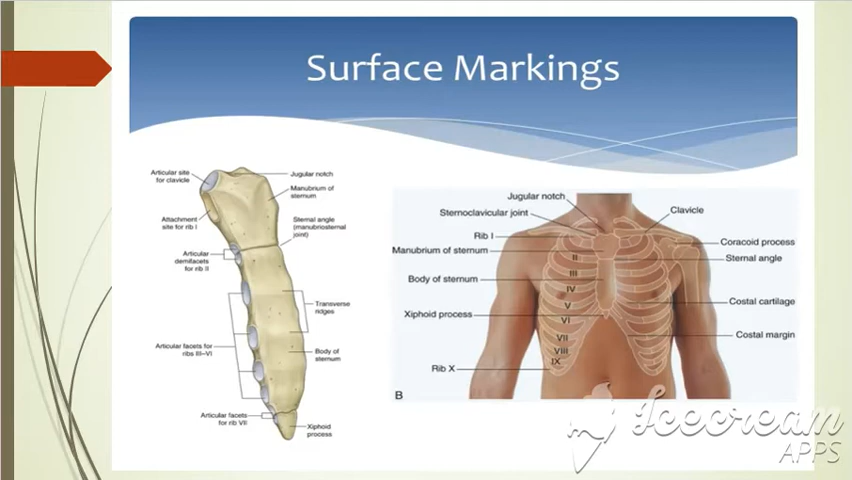 Surface Markings
Articular site
for clavicle
Jugular notch
Manubrium of
sternum
Attachment
site for rib I
Sternal angle
(manubriosternal
joint)
Articular
demifacets
for rib II
Transverse
ridges
Articular facets for
ribs III–VI
Body of
sternum
Articular facets
for rib VII
Xiphoid
process
Jugular notch
Sternoclavicular joint
Clavicle
Rib I
Coracoid process
Manubrium of sternum
Sternal angle
Body of sternum
Costal cartilage
Xiphoid process
Costal margin
Rib X
II
III
IV
V
VI
VII
VIII
IX
B
Icecream
APPS